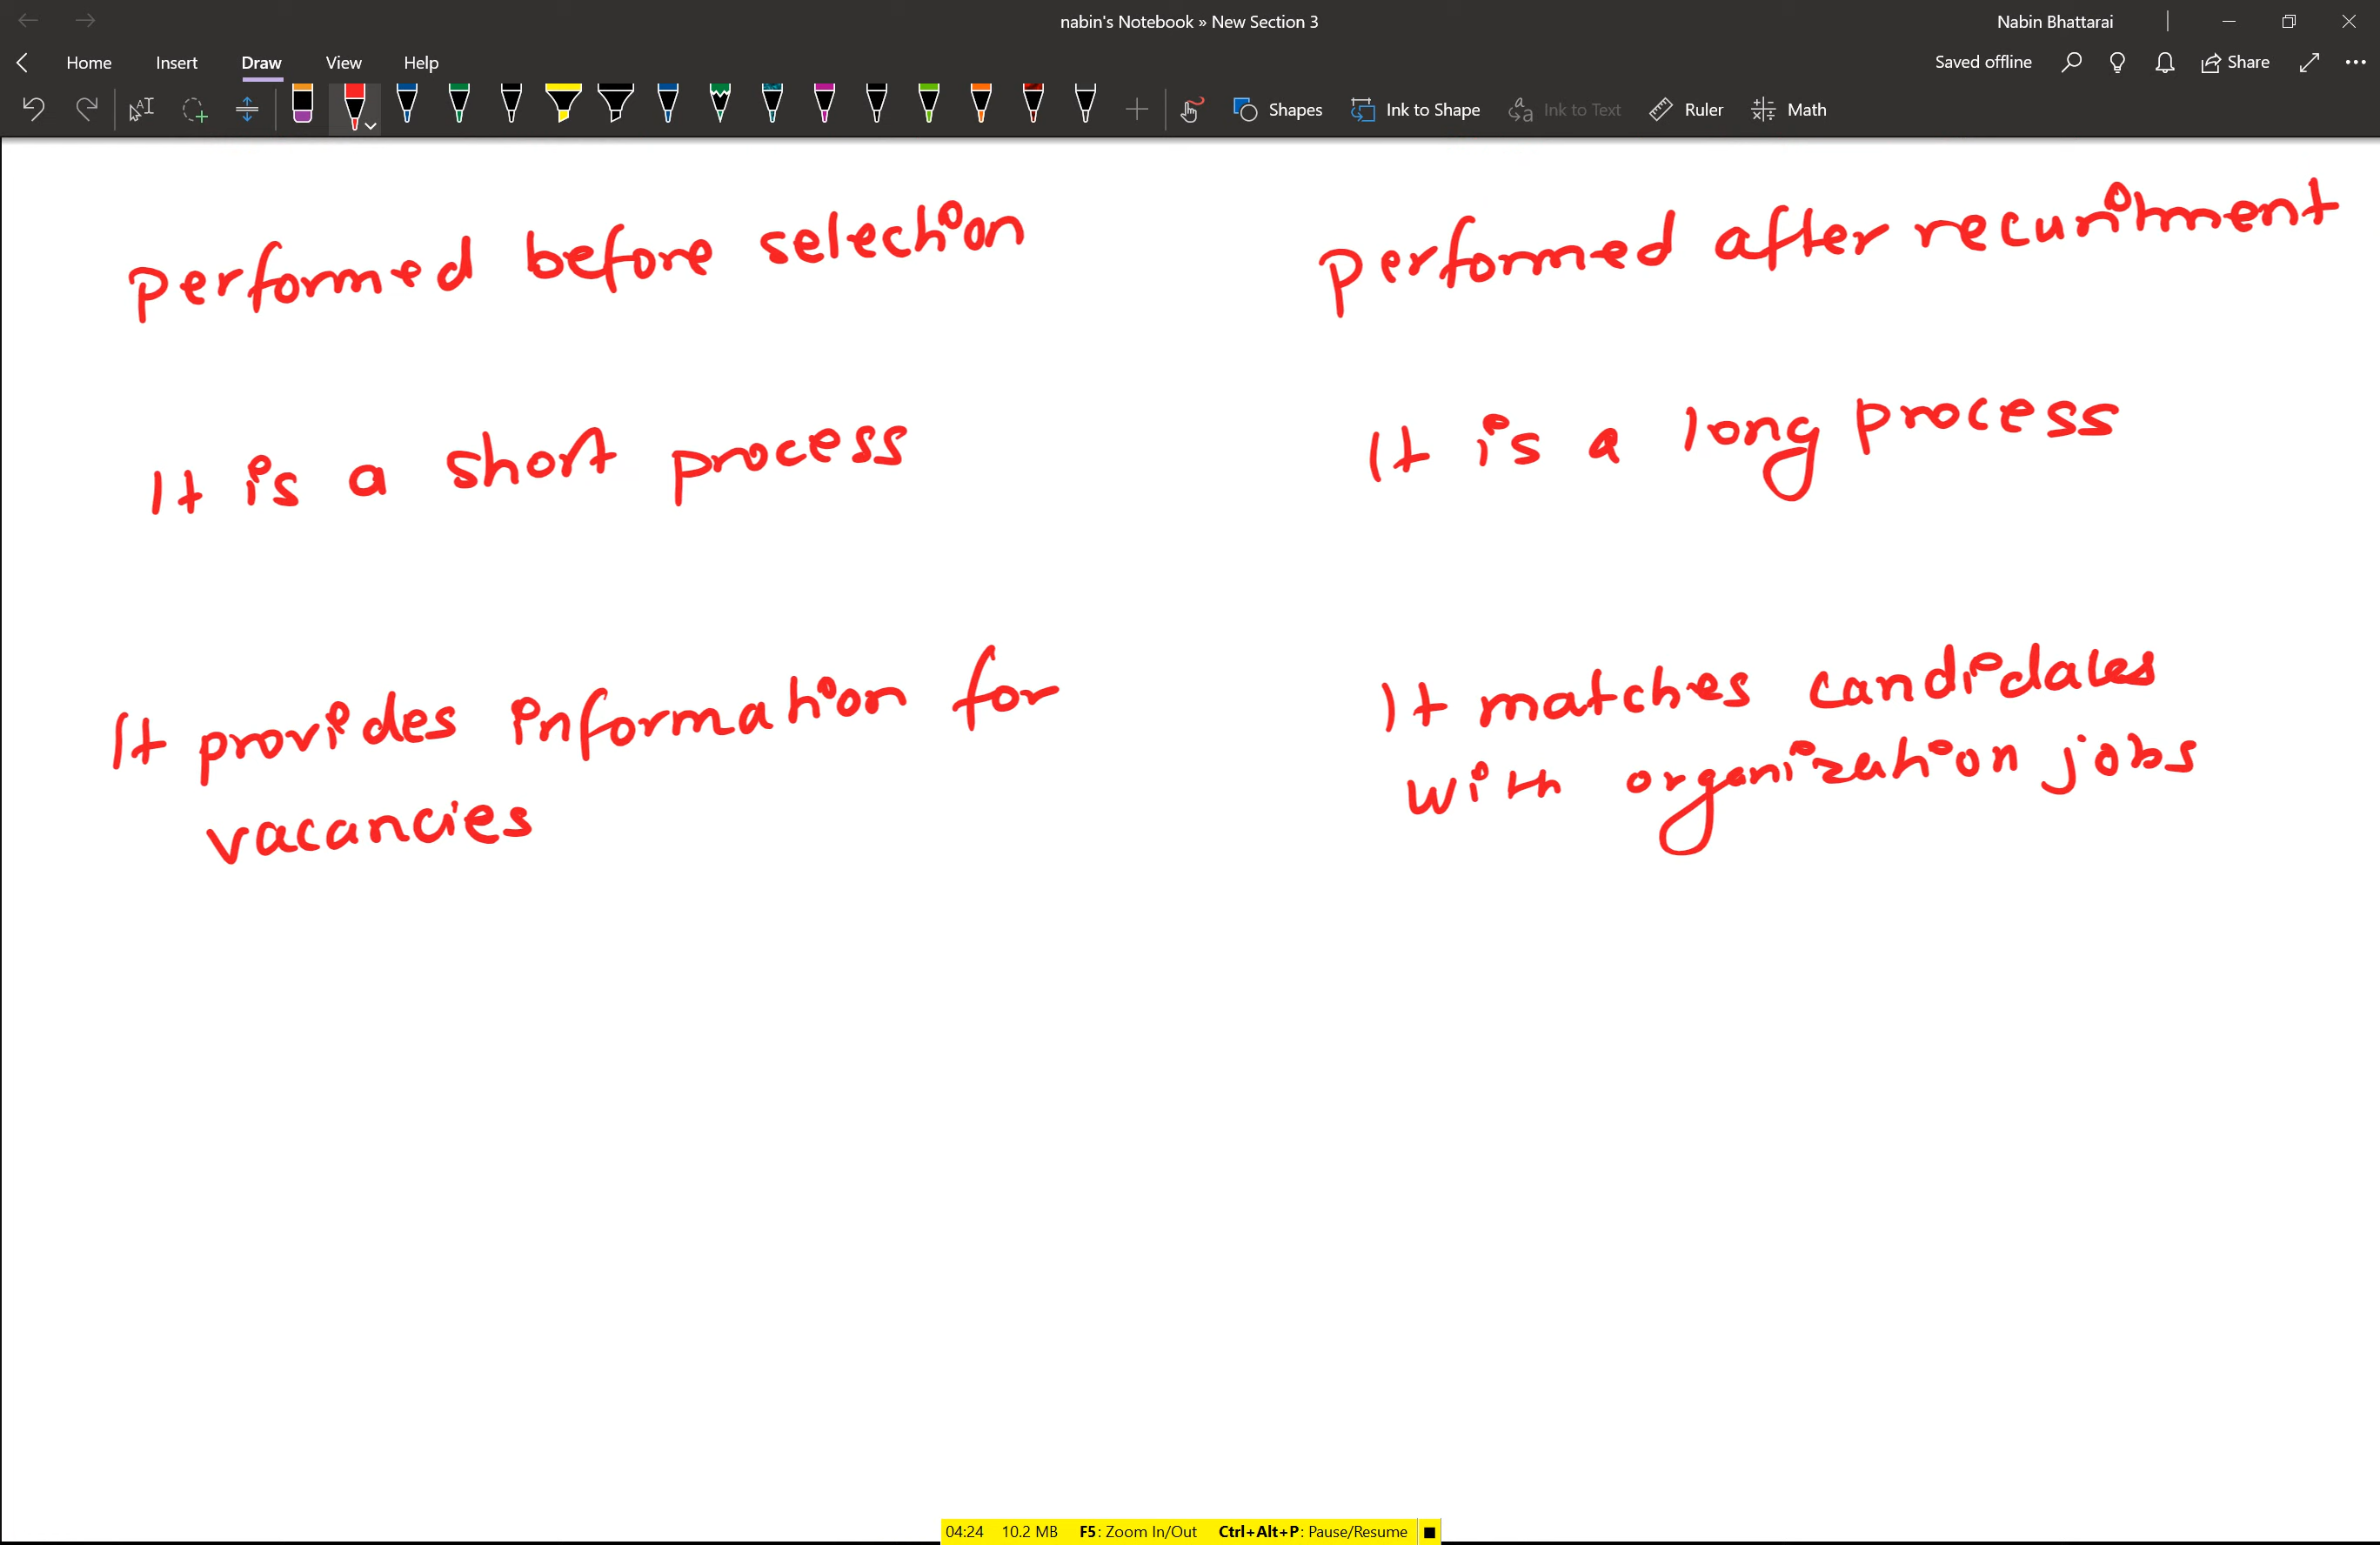 nabin's Notebook » New Section 3
Nabin Bhattarai
Home Insert Draw View Help
Saved offline
Share
Shapes Ink to Shape Ink to Text Ruler Math
performed before selection
performed after recuritment
It is a short process
It is a long process
It provides information for
vacancies
It matches candidates
with organization jobs
04:24 10.2 MB F5: Zoom In/Out Ctrl+Alt+P: Pause/Resume